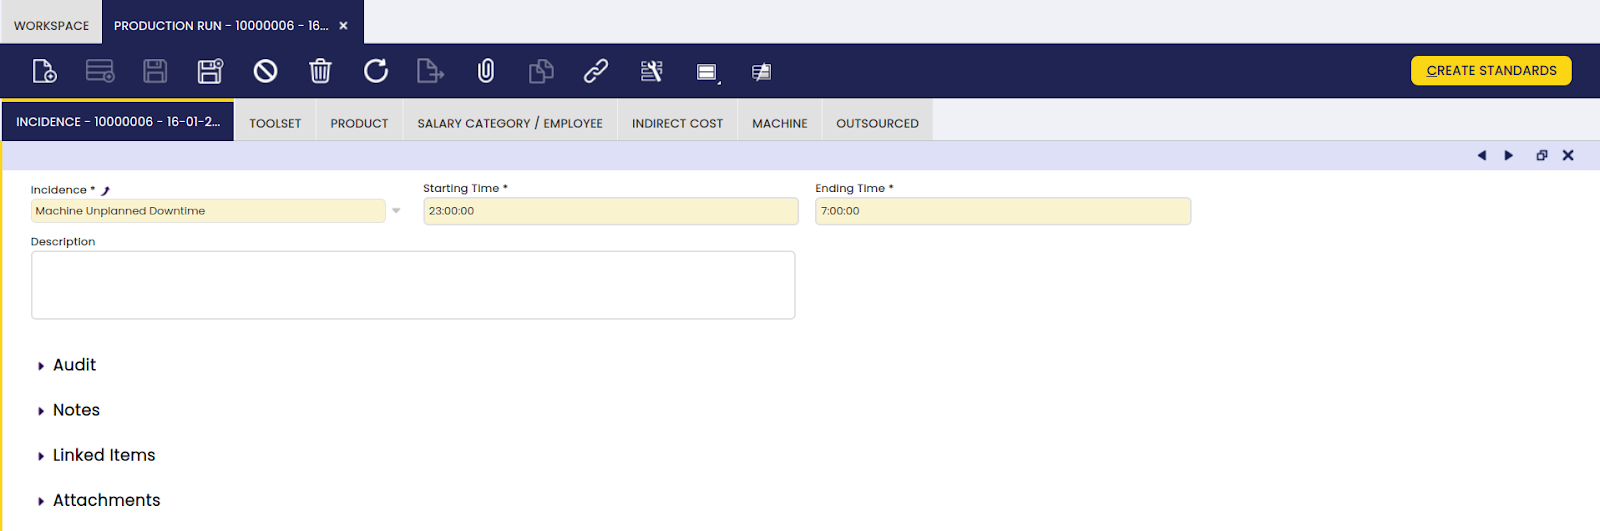 WORKSPACE
PRODUCTION RUN - 10000006 - 16...
CREATE STANDARDS
INCIDENCE - 10000006 - 16-01-2...
TOOLSET
PRODUCT
SALARY CATEGORY / EMPLOYEE
INDIRECT COST
MACHINE
OUTSOURCED
Incidence *
Starting Time *
Ending Time *
Machine Unplanned Downtime
23:00:00
7:00:00
Description
Audit
Notes
Linked Items
Attachments